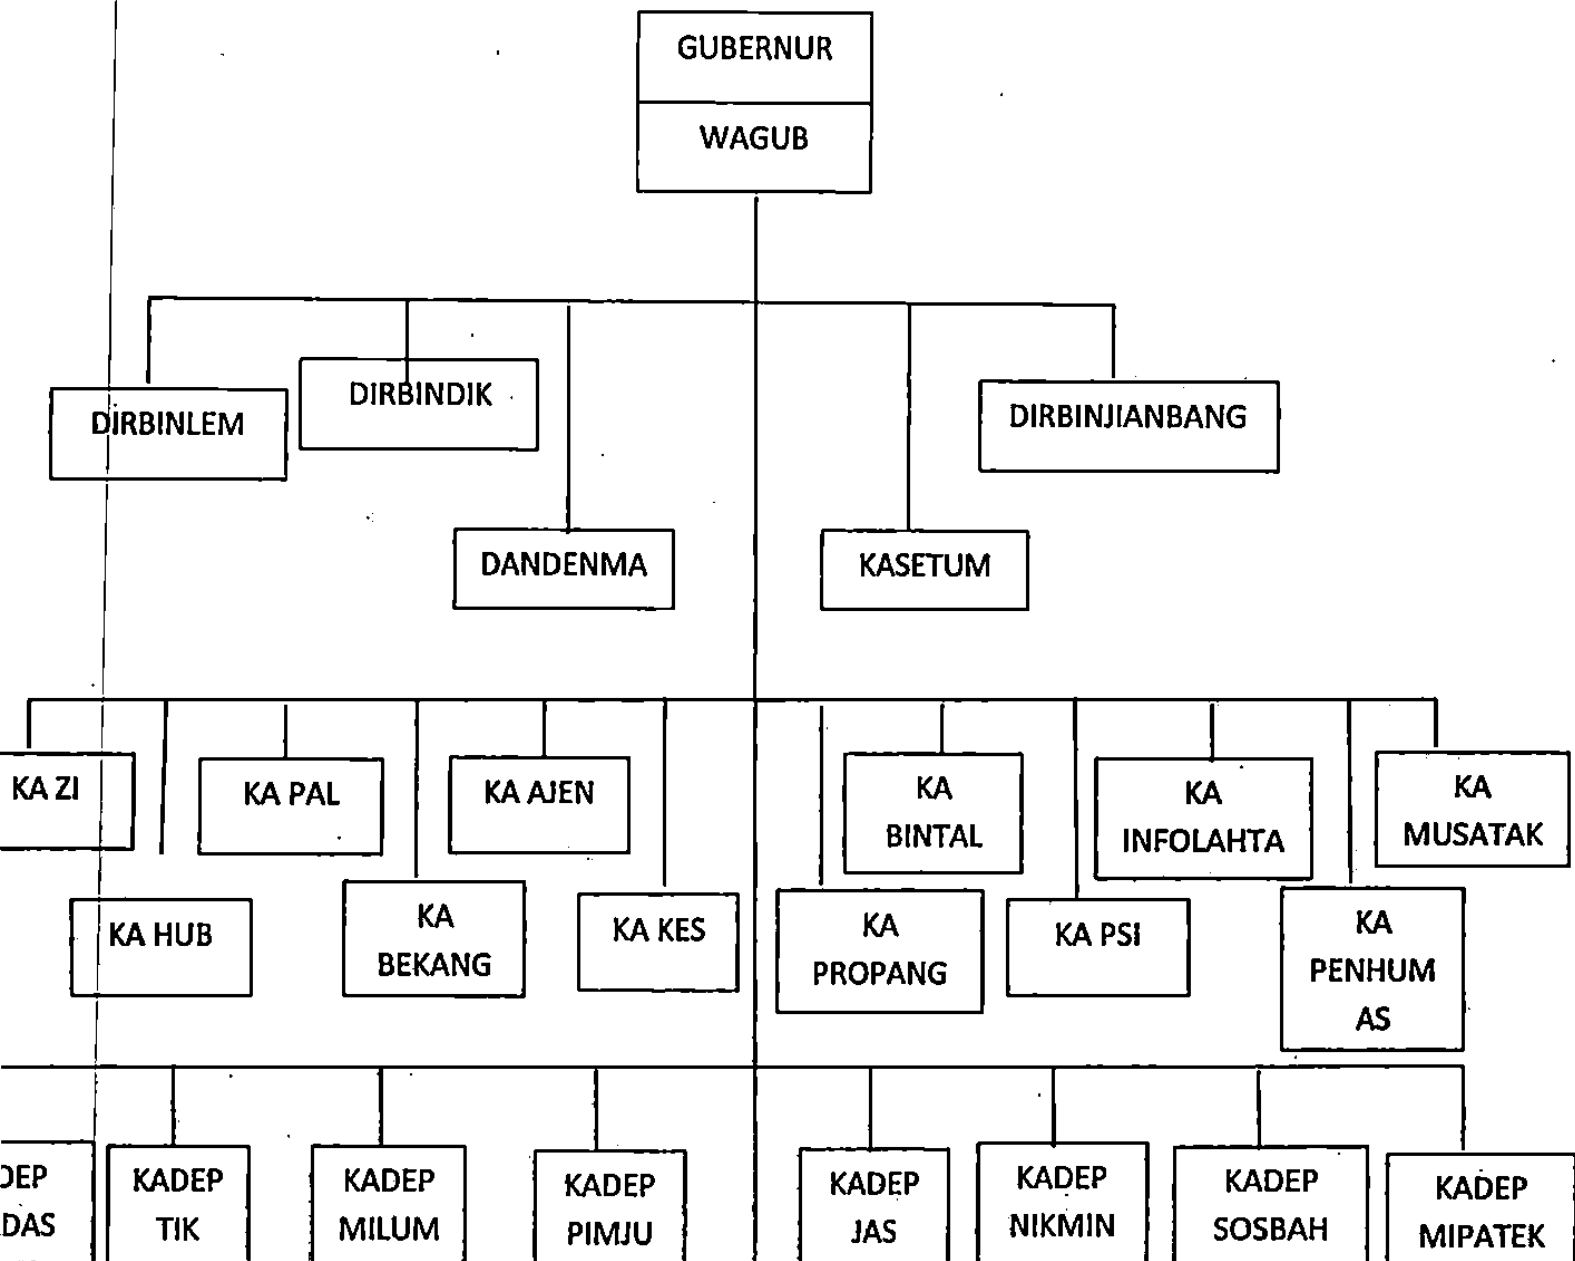 GUBERNUR
WAGUB
DIRBINLEM
DIRBINDIK
DIRBINJIANBANG
DANDENMA
KASETUM
KA ZI
KA PAL
KA AJEN
KA
BINTAL
KA
INFOLAHTA
KA
MUSATAK
KA HUB
KA
BEKANG
KA KES
KA
PROPANG
KA PSI
KA
PENHUM
AS
KADEP
TIK
KADEP
MILUM
KADEP
PIMJU
KADEP
JAS
KADEP
NIKMIN
KADEP
SOSBAH
KADEP
MIPATEK